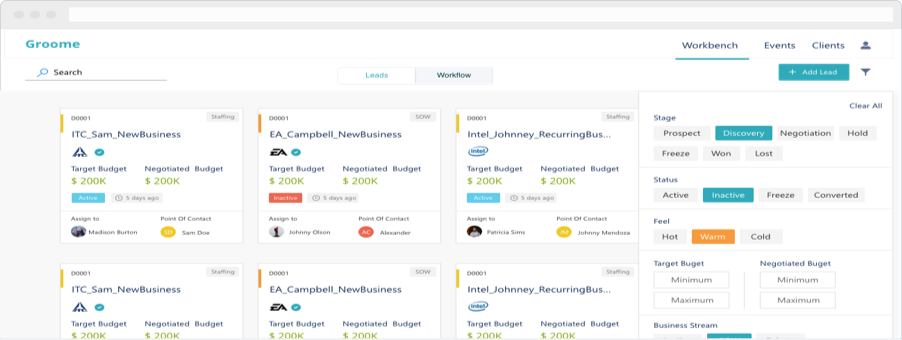 Groome
Workbench Events Clients
Search
Leads Workflow
+ Add Lead
D0001 Staffing
ITC_Sam_NewBusiness
Target Budget Negotiated Budget
$ 200K $ 200K
Active 5 days ago
Assign to Point Of Contact
Madison Burton SD Sam Doe
D0001 SOW
EA_Campbell_NewBusiness
EA
Target Budget Negotiated Budget
$ 200K $ 200K
Inactive 5 days ago
Assign to Point Of Contact
Johnny Olson AC Alexander
D0001 Staffing
Intel_Johnney_RecurringBus...
intel
Target Budget Negotiated Budget
$ 200K $ 200K
Active 5 days ago
Assign to Point Of Contact
Patricia Sims JM Johnny Mendoza
D0001 Staffing
ITC_Sam_NewBusiness
Target Budget Negotiated Budget
$ 200K $ 200K
D0001 SOW
EA_Campbell_NewBusiness
EA
Target Budget Negotiated Budget
$ 200K $ 200K
D0001 Staffing
Intel_Johnney_RecurringBus...
intel
Target Budget Negotiated Budget
$ 200K $ 200K
Clear All
Stage
Prospect Discovery Negotiation Hold
Freeze Won Lost
Status
Active Inactive Freeze Converted
Feel
Hot Warm Cold
Target Buget Negotiated Buget
Minimum Minimum
Maximum Maximum
Business Stream